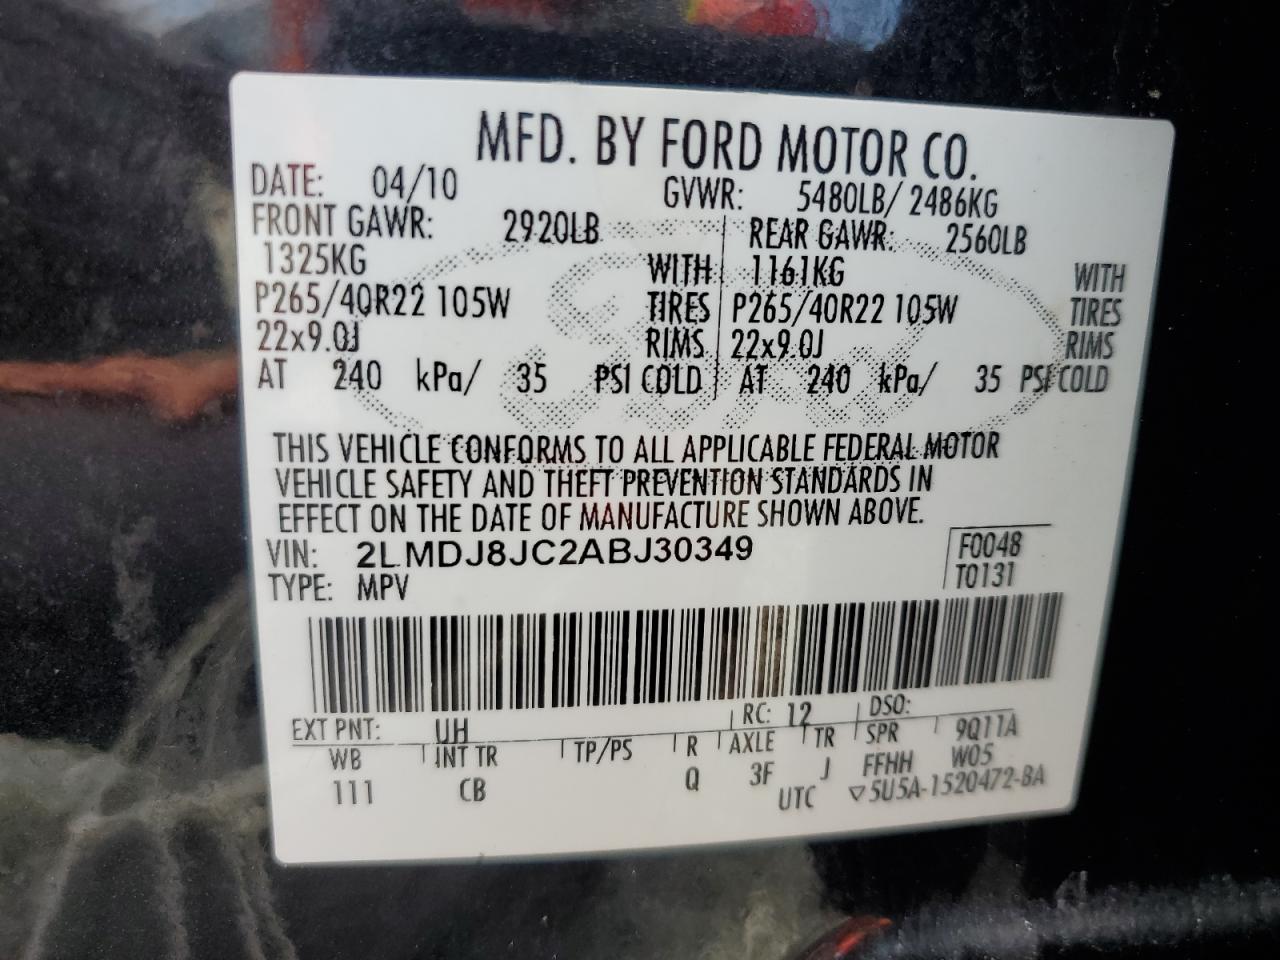 MFD. BY FORD MOTOR CO.
DATE: 04/10 GVWR: 5480LB/ 2486KG
FRONT GAWR: 2920LB REAR GAWR: 2560LB
1325KG WITH 1161KG WITH
P265/40R22 105W TIRES P265/40R22 105W TIRES
22x9.0J RIMS 22x9.0J RIMS
AT 240 kPa/ 35 PSI COLD AT 240 kPa/ 35 PSI COLD
THIS VEHICLE CONFORMS TO ALL APPLICABLE FEDERAL MOTOR
VEHICLE SAFETY AND THEFT PREVENTION STANDARDS IN
EFFECT ON THE DATE OF MANUFACTURE SHOWN ABOVE.
VIN: 2LMDJ8JC2ABJ30349 F0048
TYPE: MPV T0131
EXT PNT: UH RC: 12 DSO:
WB INT TR TP/PS R AXLE TR SPR 9Q11A
111 CB Q 3F J FFHH W05
UTC ▽5U5A-1520472-BA